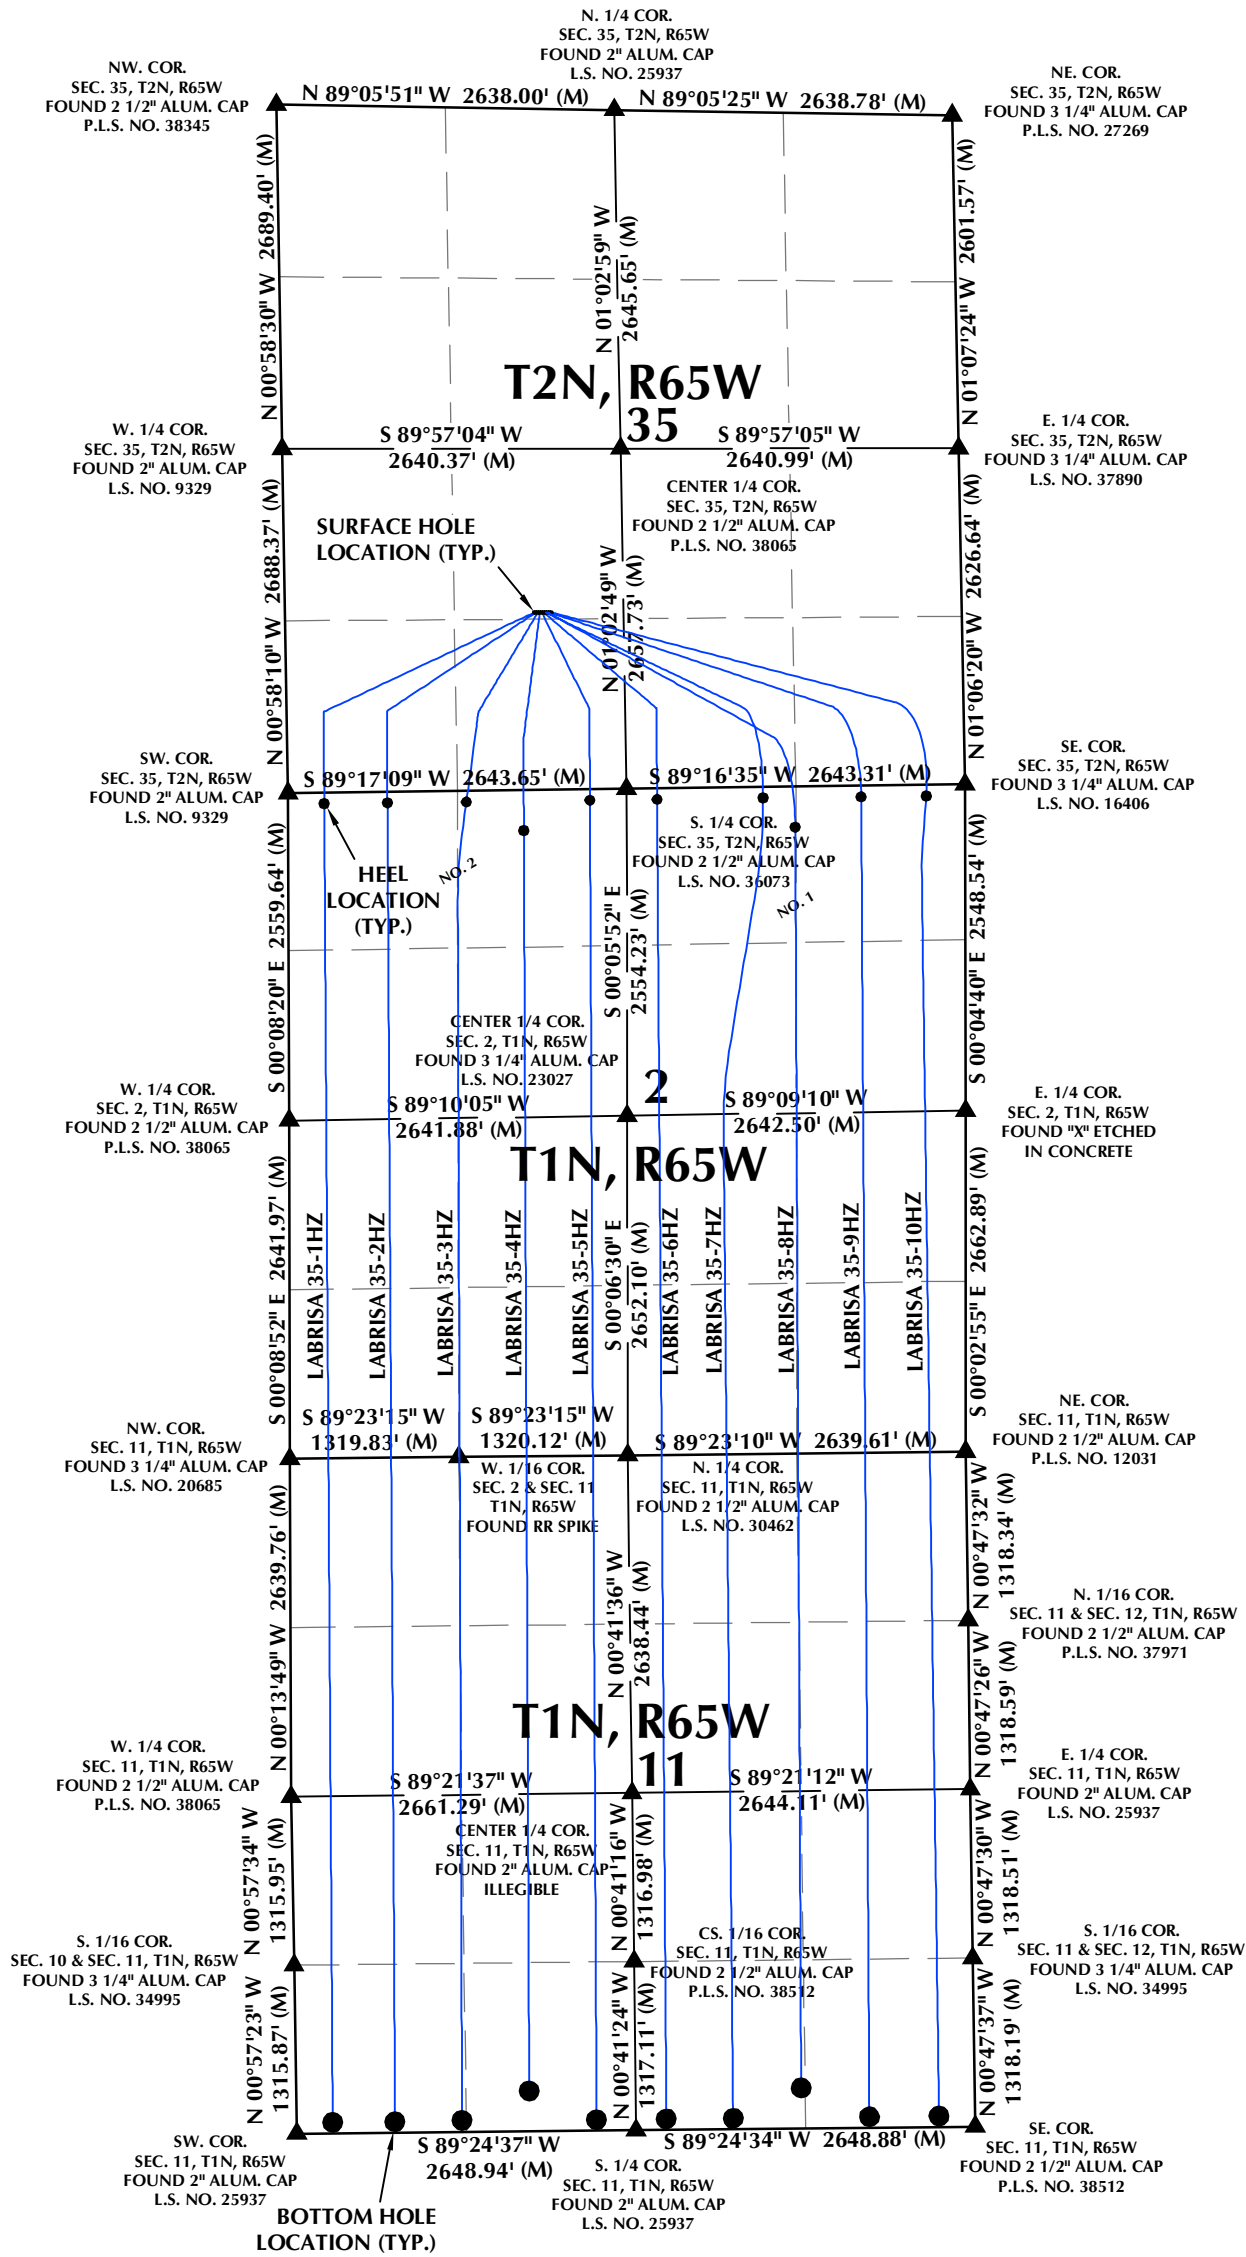 N. 1/4 COR.
SEC. 35, T2N, R65W
FOUND 2" ALUM. CAP
L.S. NO. 25937
NW. COR.
SEC. 35, T2N, R65W
FOUND 2 1/2" ALUM. CAP
P.L.S. NO. 38345
NE. COR.
SEC. 35, T2N, R65W
FOUND 3 1/4" ALUM. CAP
P.L.S. NO. 27269
N 89°05'51" W 2638.00' (M)
N 89°05'25" W 2638.78' (M)
N 00°58'30" W 2689.40' (M)
N 01°02'59" W
2645.65' (M)
N 01°07'24" W 2601.57' (M)
T2N, R65W
35
W. 1/4 COR.
SEC. 35, T2N, R65W
FOUND 2" ALUM. CAP
L.S. NO. 9329
S 89°57'04" W
2640.37' (M)
S 89°57'05" W
2640.99' (M)
E. 1/4 COR.
SEC. 35, T2N, R65W
FOUND 3 1/4" ALUM. CAP
L.S. NO. 37890
CENTER 1/4 COR.
SEC. 35, T2N, R65W
FOUND 2 1/2" ALUM. CAP
P.L.S. NO. 38065
SURFACE HOLE
LOCATION (TYP.)
N 00°58'10" W 2688.37' (M)
N 01°02'49" W
2657.73' (M)
N 01°06'20" W 2626.64' (M)
SW. COR.
SEC. 35, T2N, R65W
FOUND 2" ALUM. CAP
L.S. NO. 9329
S 89°17'09" W 2643.65' (M)
S 89°16'35" W 2643.31' (M)
SE. COR.
SEC. 35, T2N, R65W
FOUND 3 1/4" ALUM. CAP
L.S. NO. 16406
S. 1/4 COR.
SEC. 35, T2N, R65W
FOUND 2 1/2" ALUM. CAP
L.S. NO. 36073
HEEL
LOCATION
(TYP.)
NO. 2
NO. 1
S 00°08'20" E 2559.64' (M)
S 00°05'52" E
2554.23' (M)
S 00°04'40" E 2548.54' (M)
CENTER 1/4 COR.
SEC. 2, T1N, R65W
FOUND 3 1/4" ALUM. CAP
L.S. NO. 23027
2
W. 1/4 COR.
SEC. 2, T1N, R65W
FOUND 2 1/2" ALUM. CAP
P.L.S. NO. 38065
S 89°10'05" W
2641.88' (M)
S 89°09'10" W
2642.50' (M)
E. 1/4 COR.
SEC. 2, T1N, R65W
FOUND "X" ETCHED
IN CONCRETE
T1N, R65W
S 00°08'52" E 2641.97' (M)
LABRISA 35-1HZ
LABRISA 35-2HZ
LABRISA 35-3HZ
LABRISA 35-4HZ
LABRISA 35-5HZ
S 00°06'30" E
2652.10' (M)
LABRISA 35-6HZ
LABRISA 35-7HZ
LABRISA 35-8HZ
LABRISA 35-9HZ
LABRISA 35-10HZ
S 00°02'55" E 2662.89' (M)
NW. COR.
SEC. 11, T1N, R65W
FOUND 3 1/4" ALUM. CAP
L.S. NO. 20685
S 89°23'15" W
1319.83' (M)
S 89°23'15" W
1320.12' (M)
S 89°23'10" W 2639.61' (M)
NE. COR.
SEC. 11, T1N, R65W
FOUND 2 1/2" ALUM. CAP
P.L.S. NO. 12031
W. 1/16 COR.
SEC. 2 & SEC. 11
T1N, R65W
FOUND RR SPIKE
N. 1/4 COR.
SEC. 11, T1N, R65W
FOUND 2 1/2" ALUM. CAP
L.S. NO. 30462
N 00°13'49" W 2639.76' (M)
N 00°41'36" W
2638.44' (M)
N 00°47'32" W
1318.34' (M)
N. 1/16 COR.
SEC. 11 & SEC. 12, T1N, R65W
FOUND 2 1/2" ALUM. CAP
P.L.S. NO. 37971
N 00°47'26" W
1318.59' (M)
T1N, R65W
11
W. 1/4 COR.
SEC. 11, T1N, R65W
FOUND 2 1/2" ALUM. CAP
P.L.S. NO. 38065
S 89°21'37" W
2661.29' (M)
S 89°21'12" W
2644.11' (M)
E. 1/4 COR.
SEC. 11, T1N, R65W
FOUND 2" ALUM. CAP
L.S. NO. 25937
CENTER 1/4 COR.
SEC. 11, T1N, R65W
FOUND 2" ALUM. CAP
ILLEGIBLE
N 00°57'34" W
1315.95' (M)
N 00°41'16" W
1316.98' (M)
N 00°47'30" W
1318.51' (M)
S. 1/16 COR.
SEC. 10 & SEC. 11, T1N, R65W
FOUND 3 1/4" ALUM. CAP
L.S. NO. 34995
CS. 1/16 COR.
SEC. 11, T1N, R65W
FOUND 2 1/2" ALUM. CAP
P.L.S. NO. 38512
S. 1/16 COR.
SEC. 11 & SEC. 12, T1N, R65W
FOUND 3 1/4" ALUM. CAP
L.S. NO. 34995
N 00°57'23" W
1315.87' (M)
N 00°41'24" W
1317.11' (M)
N 00°47'37" W
1318.19' (M)
SW. COR.
SEC. 11, T1N, R65W
FOUND 2" ALUM. CAP
L.S. NO. 25937
S 89°24'37" W
2648.94' (M)
S 89°24'34" W 2648.88' (M)
SE. COR.
SEC. 11, T1N, R65W
FOUND 2 1/2" ALUM. CAP
P.L.S. NO. 38512
S. 1/4 COR.
SEC. 11, T1N, R65W
FOUND 2" ALUM. CAP
L.S. NO. 25937
BOTTOM HOLE
LOCATION (TYP.)